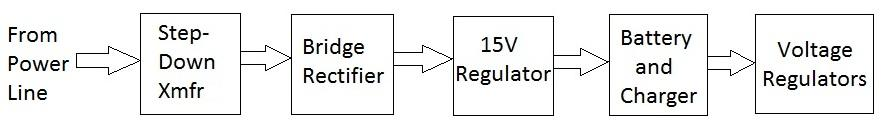 From
Power
Line
Step-
Down
Xmfr
Bridge
Rectifier
15V
Regulator
Battery
and
Charger
Voltage
Regulators